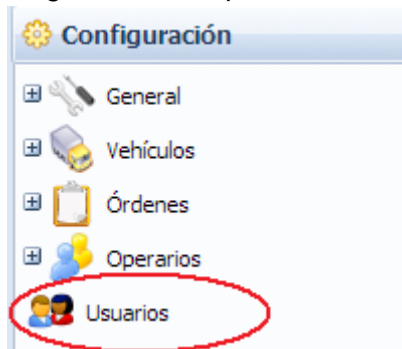 Configuración
General
Vehículos
Órdenes
Operarios
Usuarios